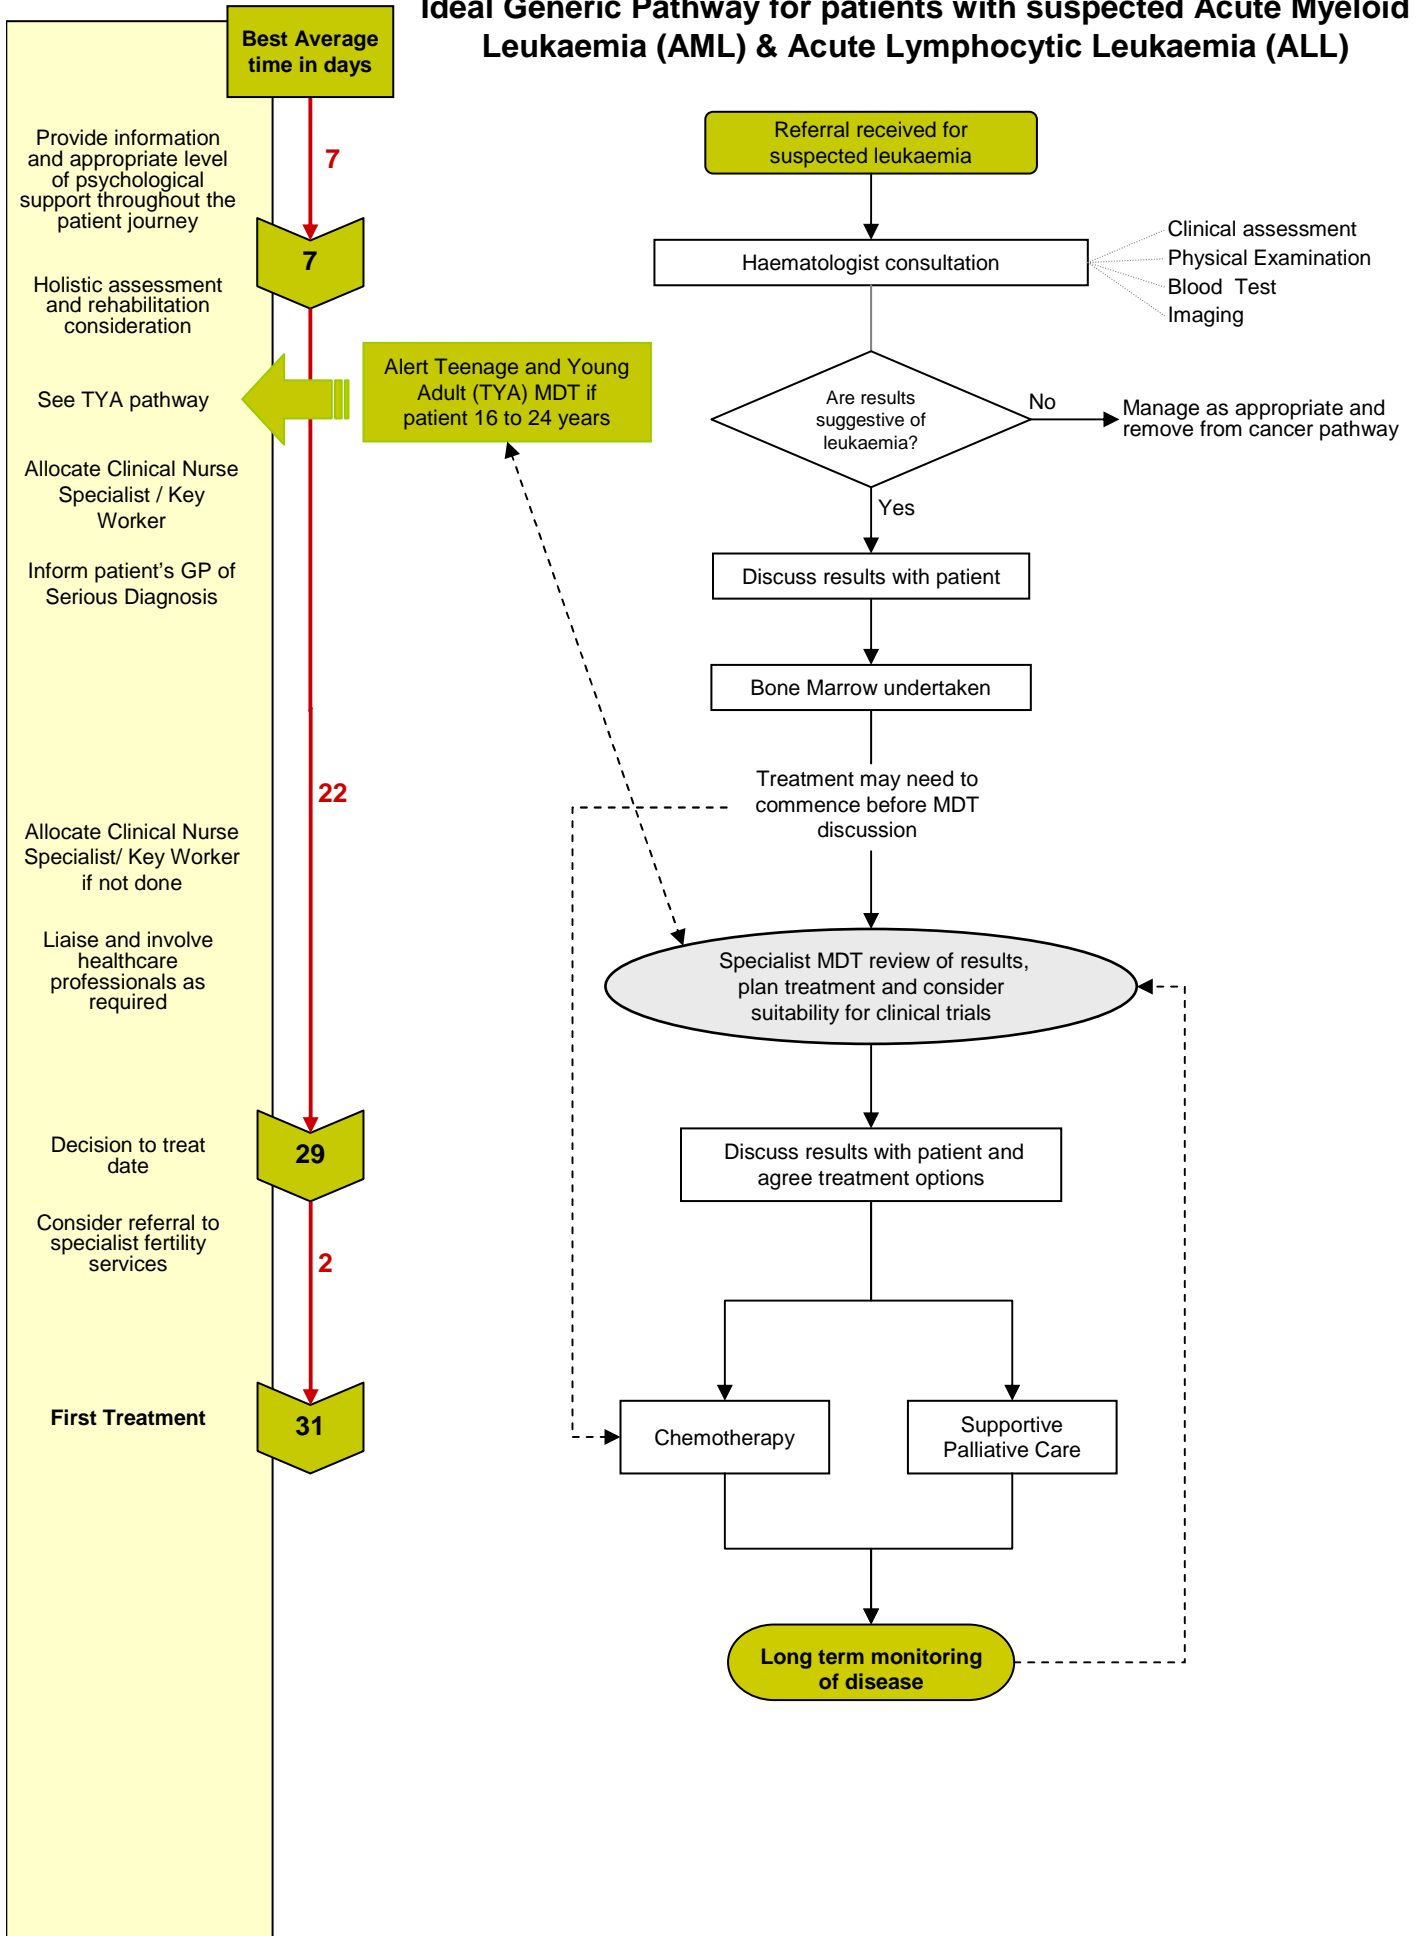 Ideal Generic Pathway for patients with suspected Acute Myeloid
Leukaemia (AML) & Acute Lymphocytic Leukaemia (ALL)
Best Average
time in days
Provide information
and appropriate level
of psychological
support throughout the
patient journey
7
7
Holistic assessment
and rehabilitation
consideration
See TYA pathway
Alert Teenage and Young
Adult (TYA) MDT if
patient 16 to 24 years
Allocate Clinical Nurse
Specialist / Key
Worker
Inform patient's GP of
Serious Diagnosis
22
Allocate Clinical Nurse
Specialist/ Key Worker
if not done
Liaise and involve
healthcare
professionals as
required
Decision to treat
date
29
Consider referral to
specialist fertility
services
2
First Treatment
31
Referral received for
suspected leukaemia
Haematologist consultation
Clinical assessment
Physical Examination
Blood  Test
Imaging
Are results
suggestive of
leukaemia?
No
Manage as appropriate and
remove from cancer pathway
Yes
Discuss results with patient
Bone Marrow undertaken
Treatment may need to
commence before MDT
discussion
Specialist MDT review of results,
plan treatment and consider
suitability for clinical trials
Discuss results with patient and
agree treatment options
Chemotherapy
Supportive
Palliative Care
Long term monitoring
of disease